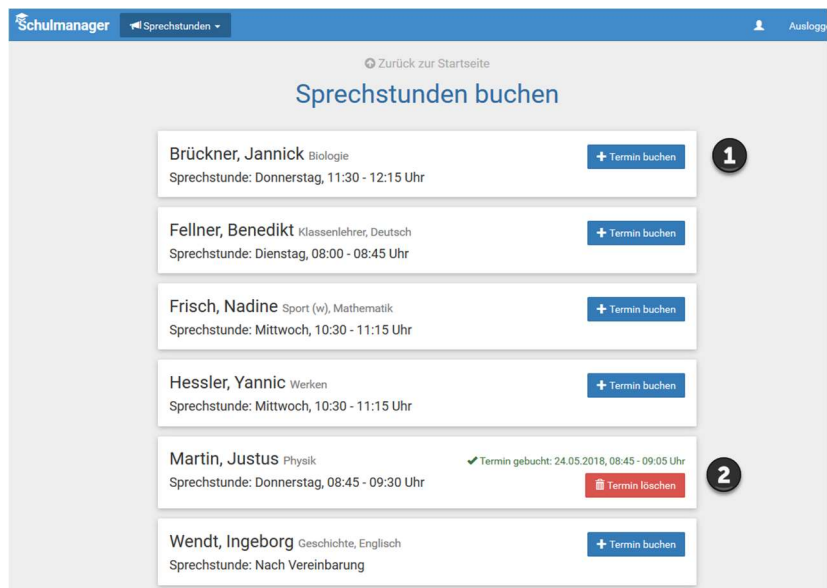 Schulmanager Sprechstunden Auslogge
Zurück zur Startseite
Sprechstunden buchen
Brückner, Jannick Biologie
Termin buchen
Sprechstunde: Donnerstag, 11:30 - 12:15 Uhr
1
Fellner, Benedikt Klassenlehrer, Deutsch
Termin buchen
Sprechstunde: Dienstag, 08:00 - 08:45 Uhr
Frisch, Nadine Sport (w), Mathematik
Termin buchen
Sprechstunde: Mittwoch, 10:30 - 11:15 Uhr
Hessler, Yannic Werken
Termin buchen
Sprechstunde: Mittwoch, 10:30 - 11:15 Uhr
Martin, Justus Physik
Termin gebucht: 24.05.2018, 08:45 - 09:05 Uhr
Sprechstunde: Donnerstag, 08:45 - 09:30 Uhr
Termin löschen
2
Wendt, Ingeborg Geschichte, Englisch
Termin buchen
Sprechstunde: Nach Vereinbarung